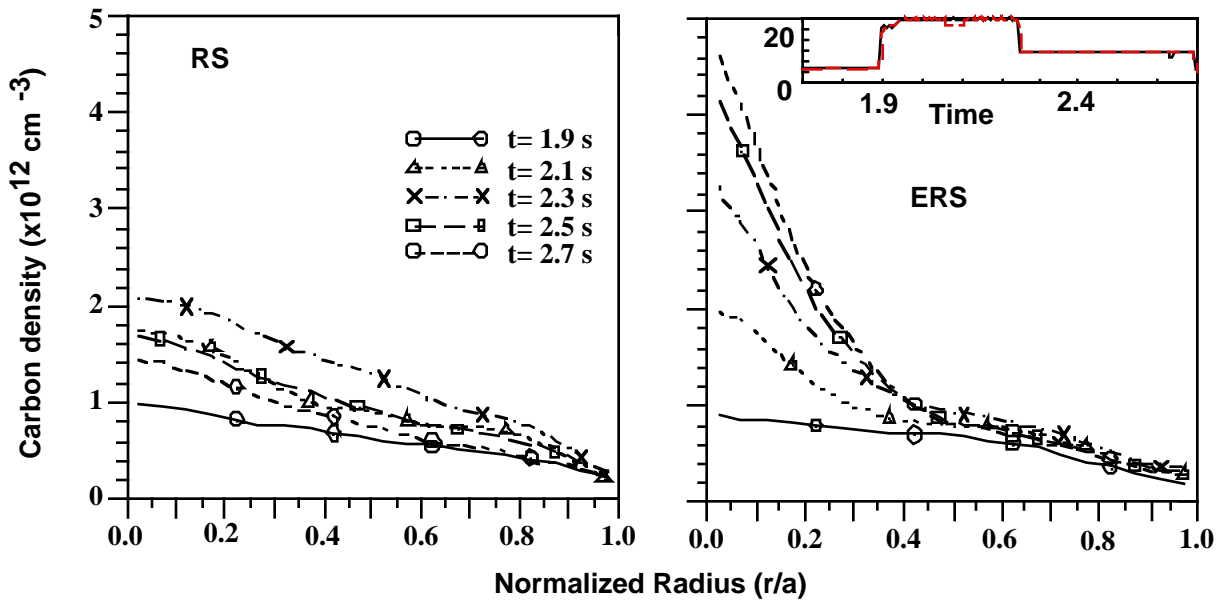 5
4
3
2
1
0
Carbon density (x10¹² cm ⁻³)
RS
t= 1.9 s
t= 2.1 s
t= 2.3 s
t= 2.5 s
t= 2.7 s
0.0 0.2 0.4 0.6 0.8 1.0
20
0
1.9 2.4
Time
ERS
0.0 0.2 0.4 0.6 0.8 1.0
Normalized Radius (r/a)